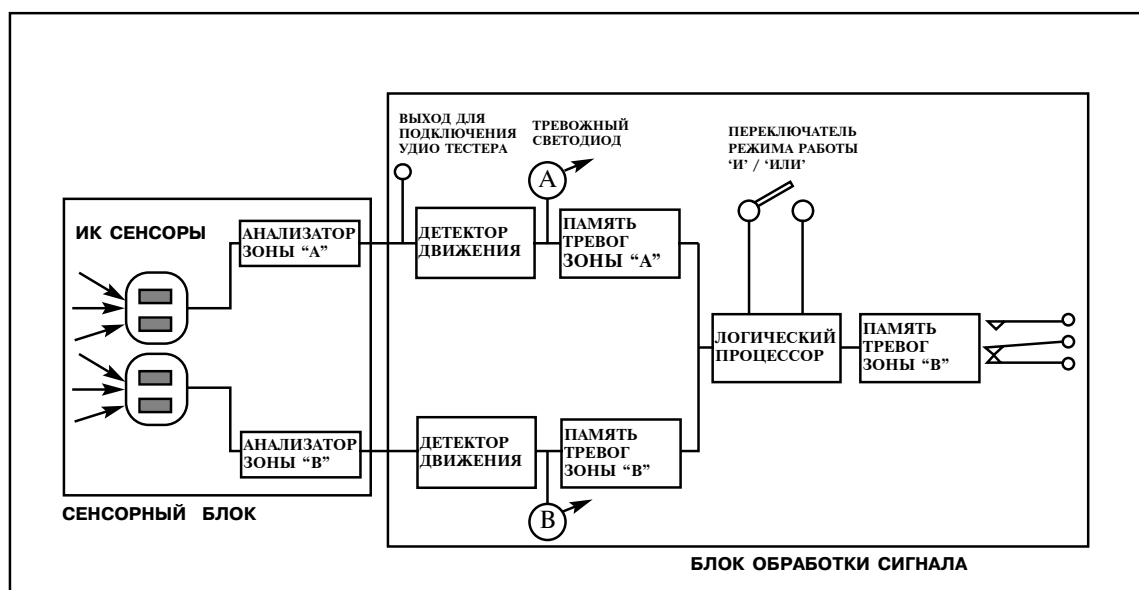 ВЫХОД ДЛЯ
ПОДКЛЮЧЕНИЯ
УДИО ТЕСТЕРА
ТРЕВОЖНЫЙ
СВЕТОДИОД
ПЕРЕКЛЮЧАТЕЛЬ
РЕЖИМА РАБОТЫ
‘И’ / ‘ИЛИ’
A
ИК СЕНСОРЫ
АНАЛИЗАТОР
ЗОНЫ “А”
ДЕТЕКТОР
ДВИЖЕНИЯ
ПАМЯТЬ
ТРЕВОГ
ЗОНЫ “А”
ЛОГИЧЕСКИЙ
ПРОЦЕССОР
ПАМЯТЬ
ТРЕВОГ
ЗОНЫ “В”
АНАЛИЗАТОР
ЗОНЫ “В”
ДЕТЕКТОР
ДВИЖЕНИЯ
ПАМЯТЬ
ТРЕВОГ
ЗОНЫ “В”
B
СЕНСОРНЫЙ БЛОК
БЛОК ОБРАБОТКИ СИГНАЛА